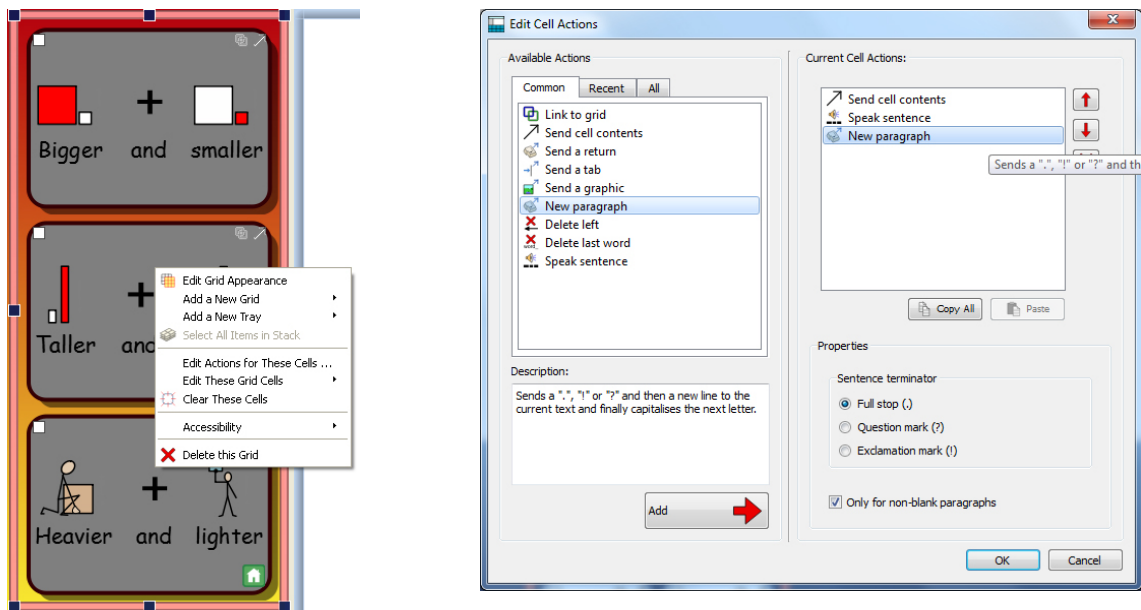 Bigger and smaller
Taller and
Heavier and lighter
Edit Grid Appearance
Add a New Grid
Add a New Tray
Select All Items in Stack
Edit Actions for These Cells ...
Edit These Grid Cells
Clear These Cells
Accessibility
Delete this Grid
Edit Cell Actions
Available Actions
Common Recent All
Link to grid
Send cell contents
Send a return
Send a tab
Send a graphic
New paragraph
Delete left
Delete last word
Speak sentence
Description:
Sends a ".", "!" or "?" and then a new line to the
current text and finally capitalises the next letter.
Add
Current Cell Actions:
Send cell contents
Speak sentence
New paragraph
Sends a ".", "!" or "?" and th
Copy All Paste
Properties
Sentence terminator
Full stop (.)
Question mark (?)
Exclamation mark (!)
Only for non-blank paragraphs
OK Cancel